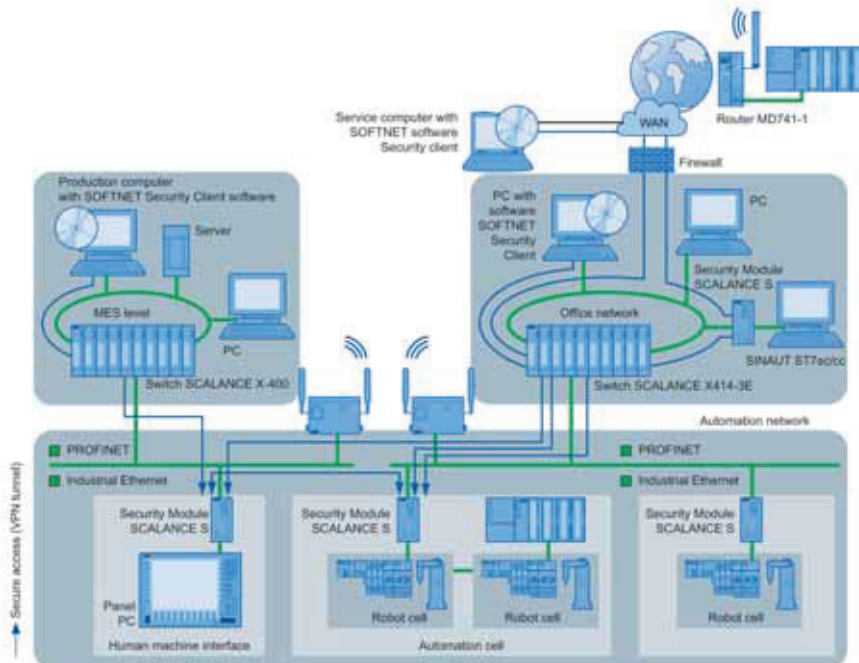 Router MD741-1
WAN
Service computer with
SOFTNET software
Security client
Firewall
Production computer
with SOFTNET Security Client software
Server
MES level
PC
Switch SCALANCE X-400
PC with
software
SOFTNET
Security
Client
PC
Security Module
SCALANCE S
Office network
SINAUT ST7sc/cc
Switch SCALANCE X414-3E
Automation network
PROFINET
Industrial Ethernet
PROFINET
Industrial Ethernet
Security Module
SCALANCE S
Panel
PC
Human machine interface
Security Module
SCALANCE S
Robot cell
Robot cell
Automation cell
Security Module
SCALANCE S
Robot cell
Secure access (VPN tunnel)